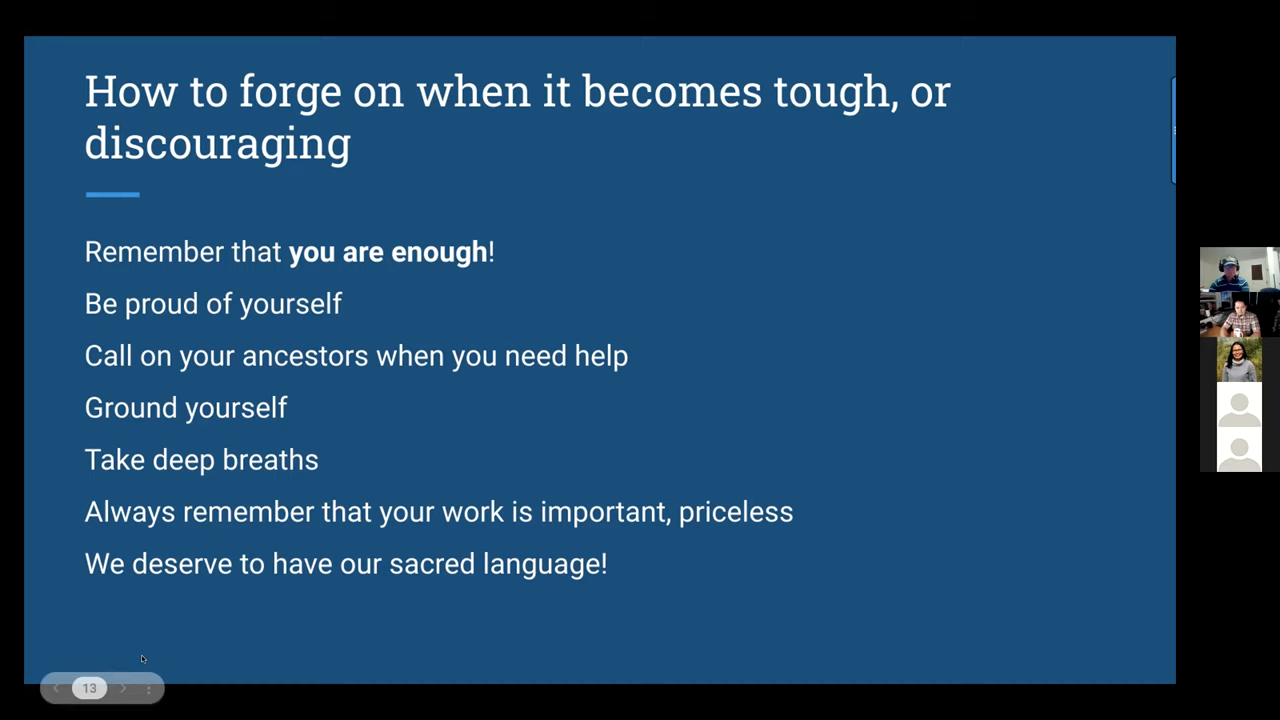 How to forge on when it becomes tough, or
discouraging
Remember that you are enough!
Be proud of yourself
Call on your ancestors when you need help
Ground yourself
Take deep breaths
Always remember that your work is important, priceless
We deserve to have our sacred language!
13